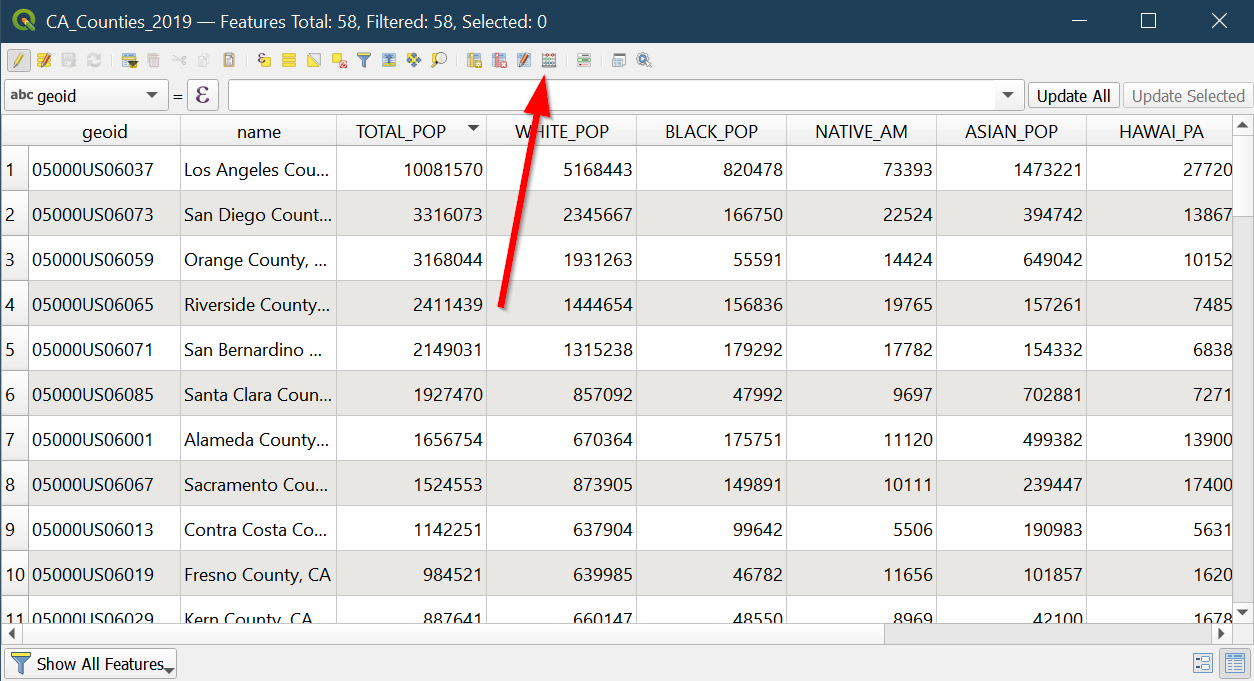 CA_Counties_2019 — Features Total: 58, Filtered: 58, Selected: 0
abc geoid = ε Update All Update Selected
geoid name TOTAL_POP WHITE_POP BLACK_POP NATIVE_AM ASIAN_POP HAWAI_PA
1 05000US06037 Los Angeles Cou... 10081570 5168443 820478 73393 1473221 27720
2 05000US06073 San Diego Count... 3316073 2345667 166750 22524 394742 13867
3 05000US06059 Orange County, ... 3168044 1931263 55591 14424 649042 10152
4 05000US06065 Riverside County... 2411439 1444654 156836 19765 157261 7485
5 05000US06071 San Bernardino ... 2149031 1315238 179292 17782 154332 6838
6 05000US06085 Santa Clara Coun... 1927470 857092 47992 9697 702881 7271
7 05000US06001 Alameda County... 1656754 670364 175751 11120 499382 13900
8 05000US06067 Sacramento Cou... 1524553 873905 149891 10111 239447 17400
9 05000US06013 Contra Costa Co... 1142251 637904 99642 5506 190983 5631
10 05000US06019 Fresno County, CA 984521 639985 46782 11656 101857 1620
11 05000US06029 Kern County, CA 887641 660147 48550 8969 42100 1678
Show All Features